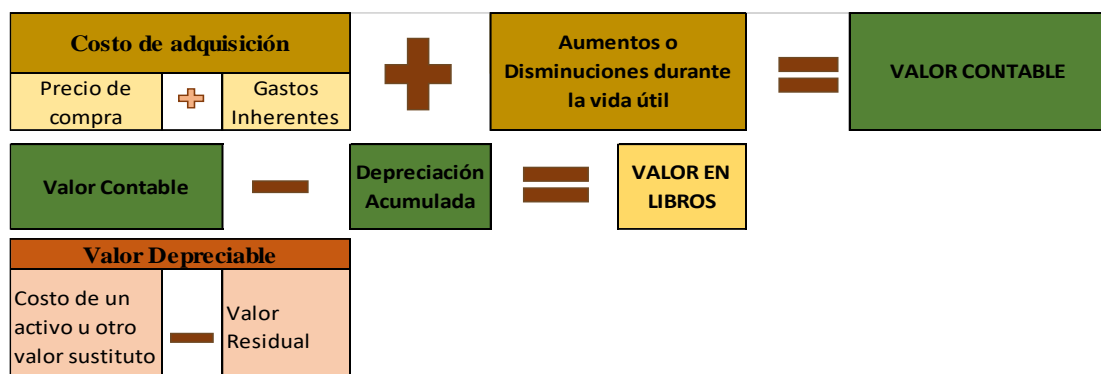 Costo de adquisición
Precio de
compra
Gastos
Inherentes
Aumentos o
Disminuciones durante
la vida útil
VALOR CONTABLE
Valor Contable
Depreciación
Acumulada
VALOR EN
LIBROS
Valor Depreciable
Costo de un
activo u otro
valor sustituto
Valor
Residual